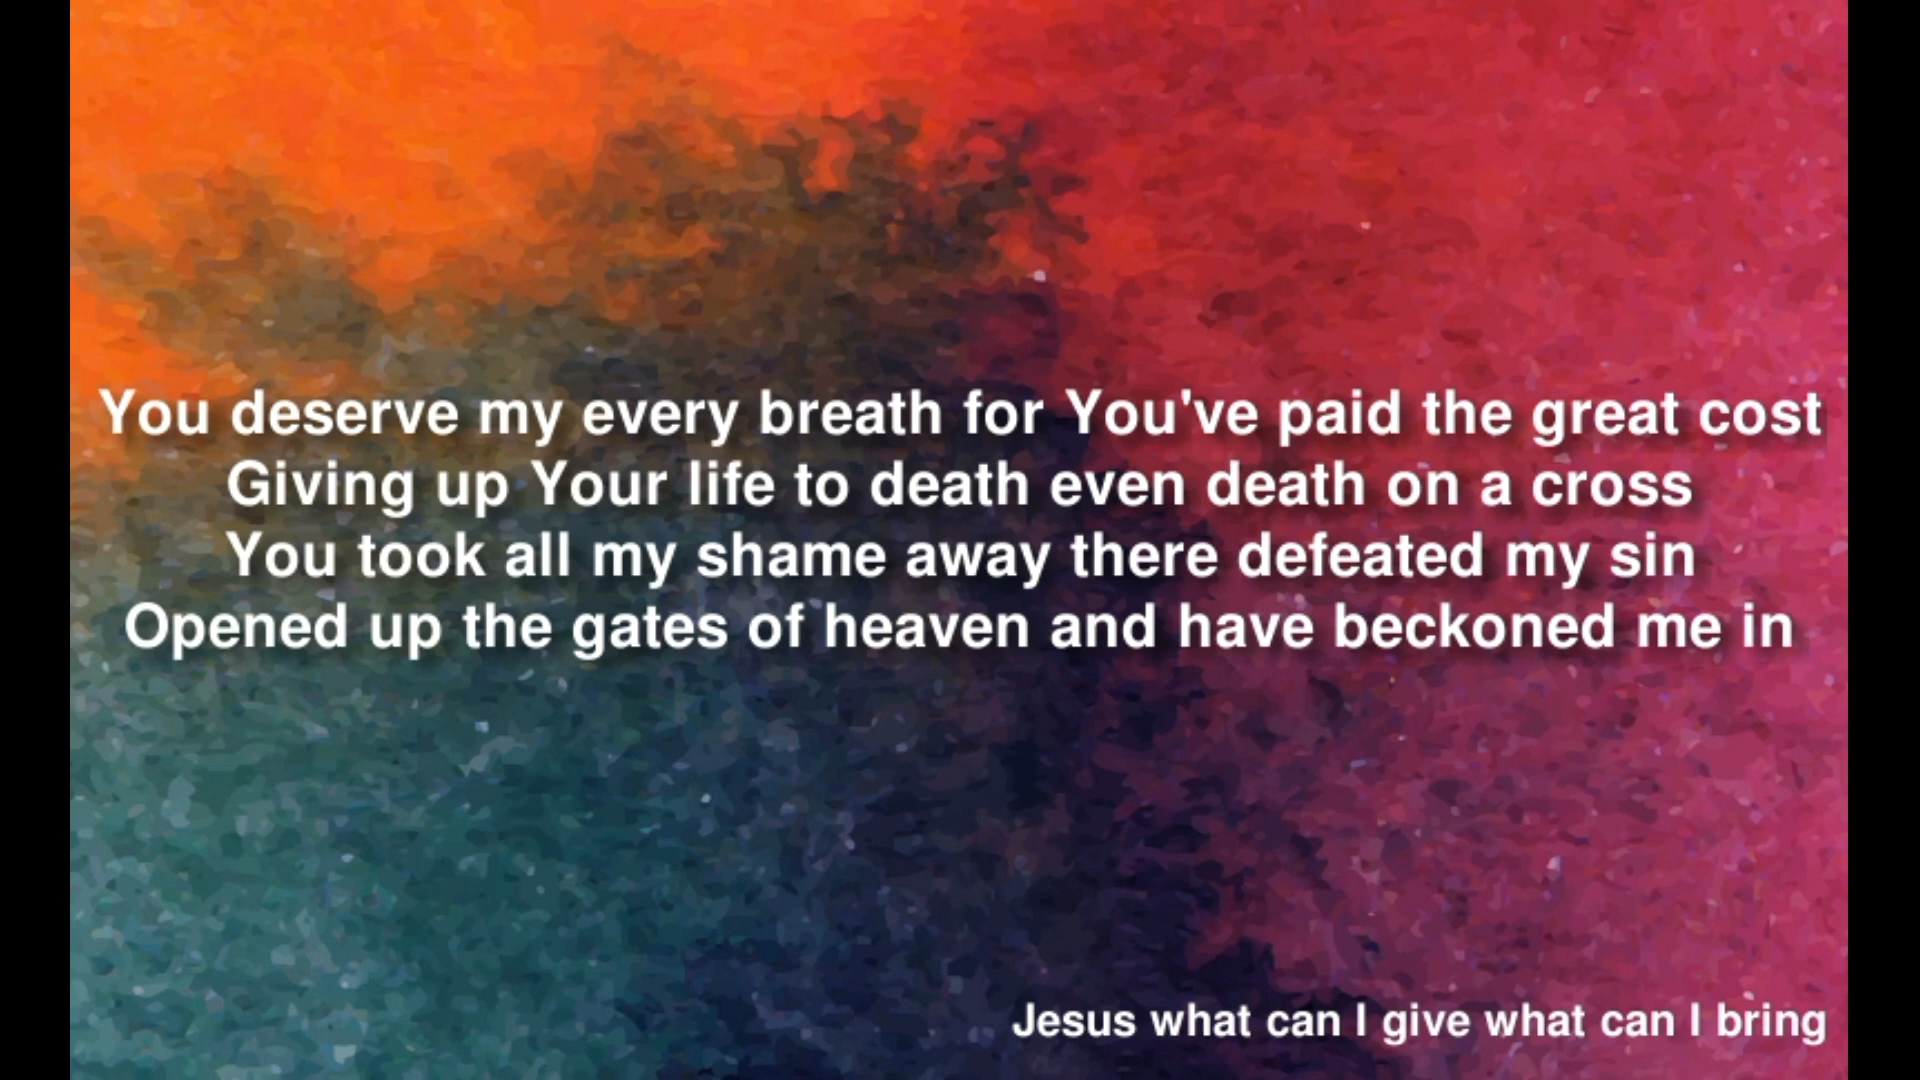 You deserve my every breath for You've paid the great cost
Giving up Your life to death even death on a cross
You took all my shame away there defeated my sin
Opened up the gates of heaven and have beckoned me in
Jesus what can I give what can I bring